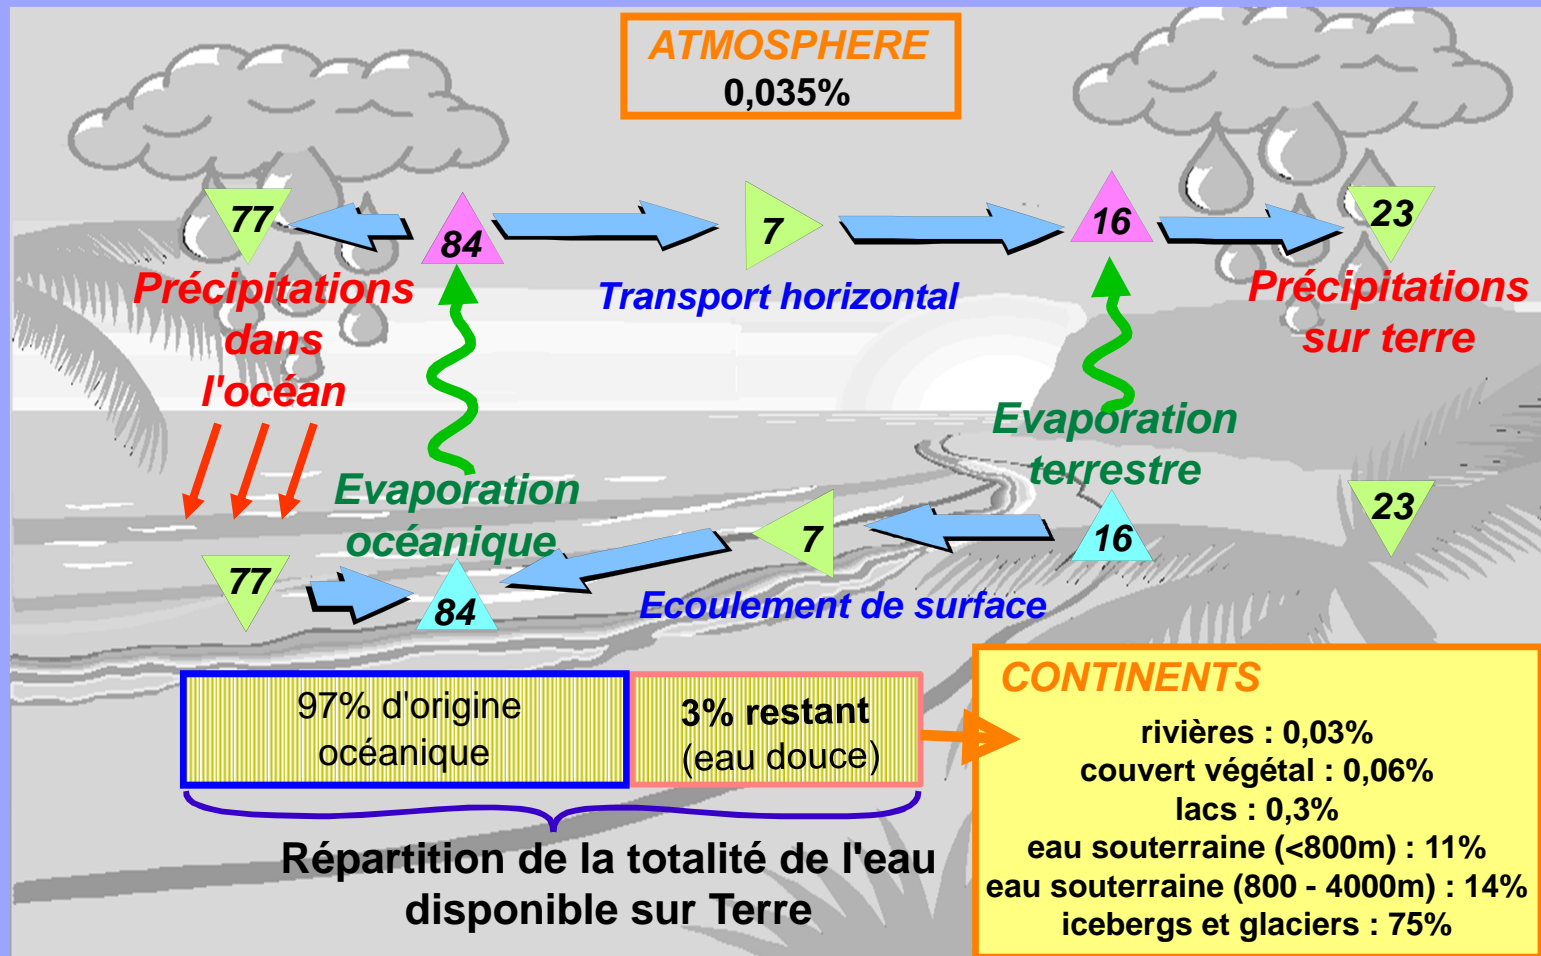 ATMOSPHERE
0,035%
77
84
7
16
23
Précipitations
dans
l'océan
Transport horizontal
Précipitations
sur terre
Evaporation
océanique
Evaporation
terrestre
77
84
7
16
23
Ecoulement de surface
97% d'origine
océanique
3% restant
(eau douce)
Répartition de la totalité de l'eau
disponible sur Terre
CONTINENTS
rivières : 0,03%
couvert végétal : 0,06%
lacs : 0,3%
eau souterraine (<800m) : 11%
eau souterraine (800 - 4000m) : 14%
icebergs et glaciers : 75%